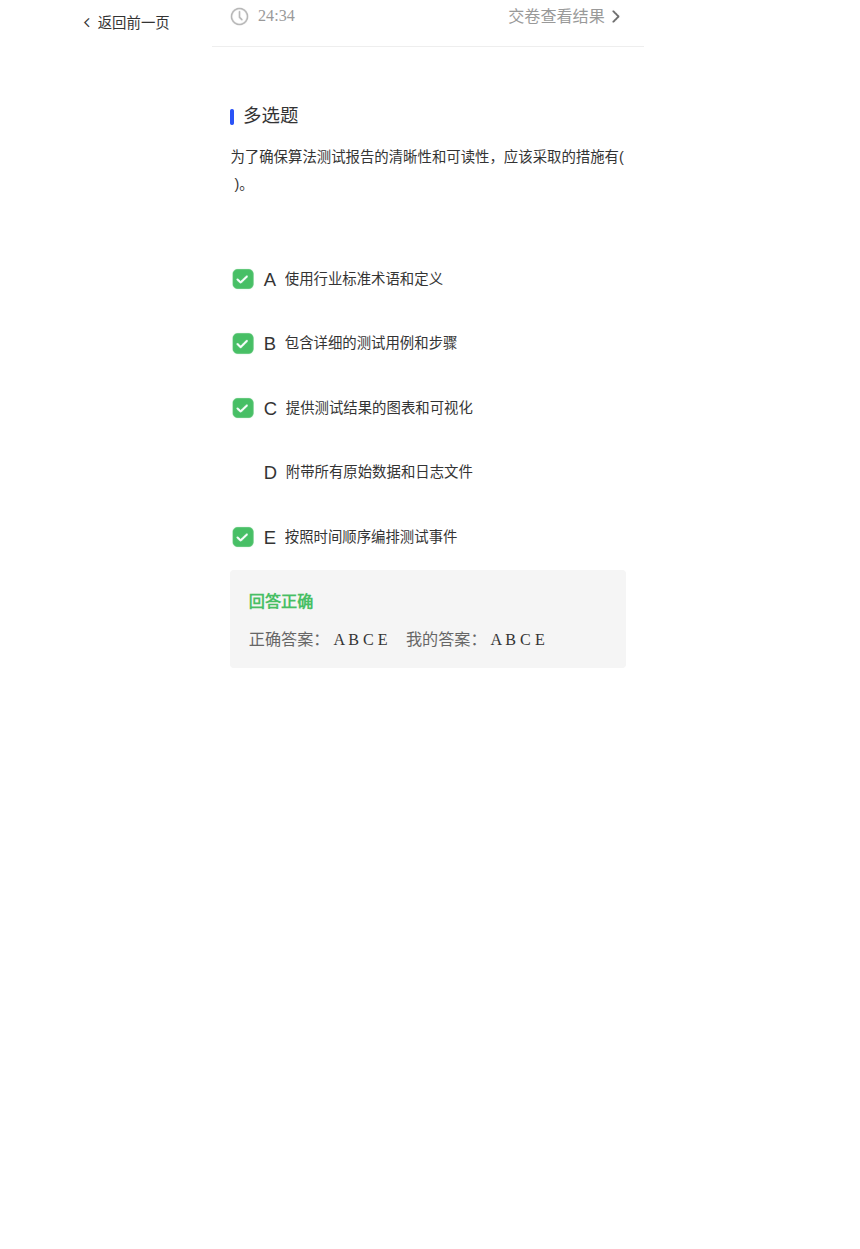 返回前一页
24:34
交卷查看结果
多选题
为了确保算法测试报告的清晰性和可读性，应该采取的措施有(
)。
A 使用行业标准术语和定义
B 包含详细的测试用例和步骤
C 提供测试结果的图表和可视化
D 附带所有原始数据和日志文件
E 按照时间顺序编排测试事件
回答正确
正确答案： A B C E 我的答案： A B C E